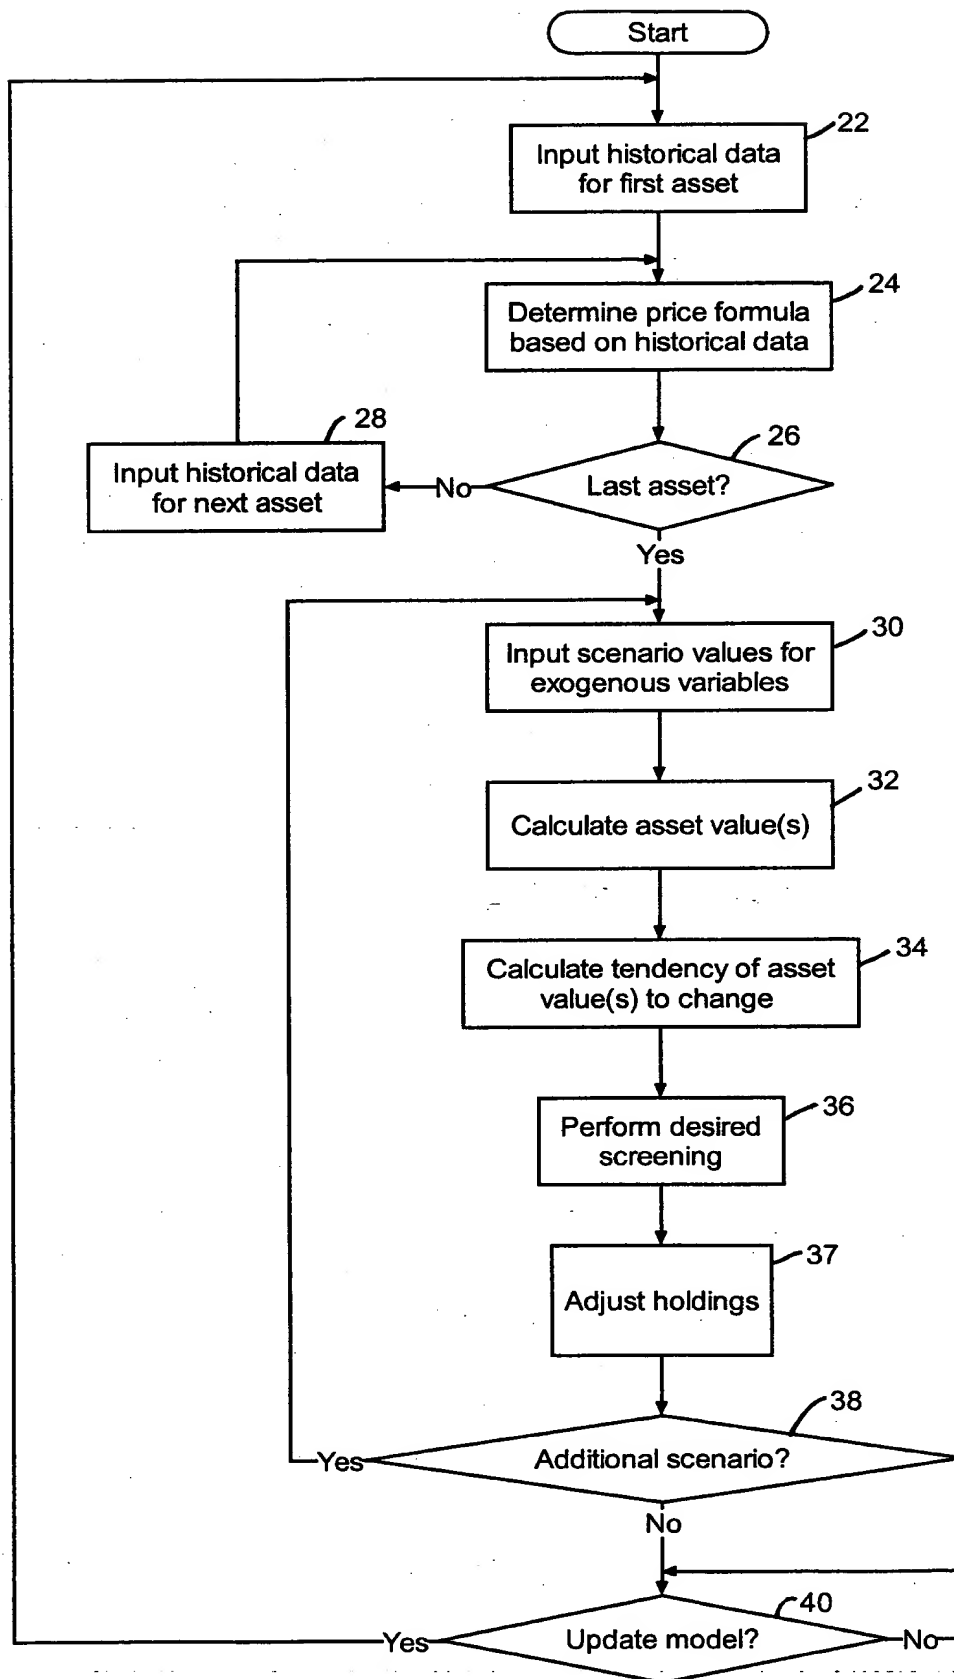 Start
22
Input historical data
for first asset
24
Determine price formula
based on historical data
28
26
Input historical data
for next asset
No
Last asset?
Yes
30
Input scenario values for
exogenous variables
32
Calculate asset value(s)
34
Calculate tendency of asset
value(s) to change
36
Perform desired
screening
37
Adjust holdings
38
Yes
Additional scenario?
No
40
Yes
Update model?
No